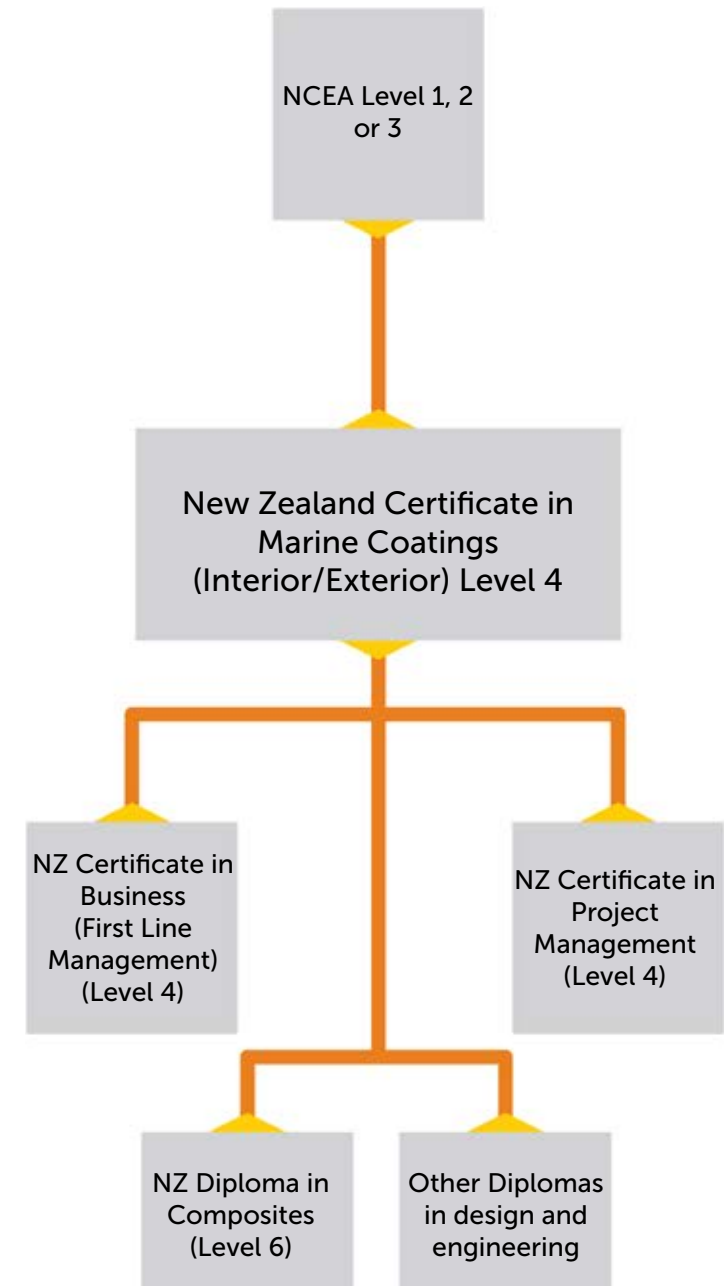 NCEA Level 1, 2
or 3
New Zealand Certificate in
Marine Coatings
(Interior/Exterior) Level 4
NZ Certificate in
Business
(First Line
Management)
(Level 4)
NZ Certificate in
Project
Management
(Level 4)
NZ Diploma in
Composites
(Level 6)
Other Diplomas
in design and
engineering